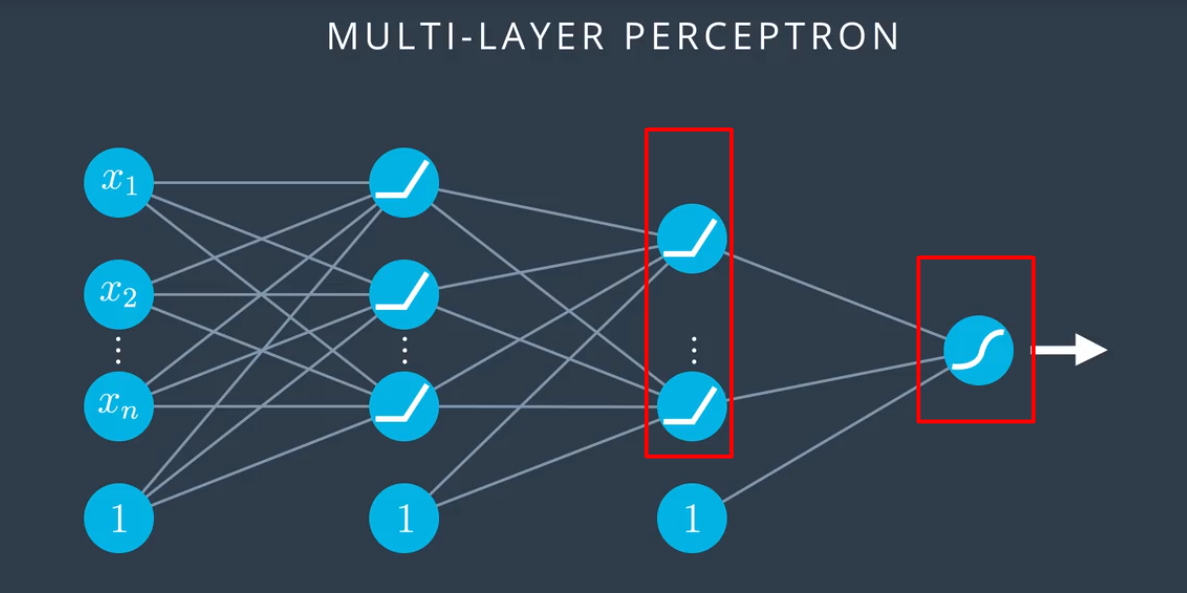 MULTI-LAYER PERCEPTRON
x₁
x₂
⋮ ⋮ ⋮
xₙ
1 1 1